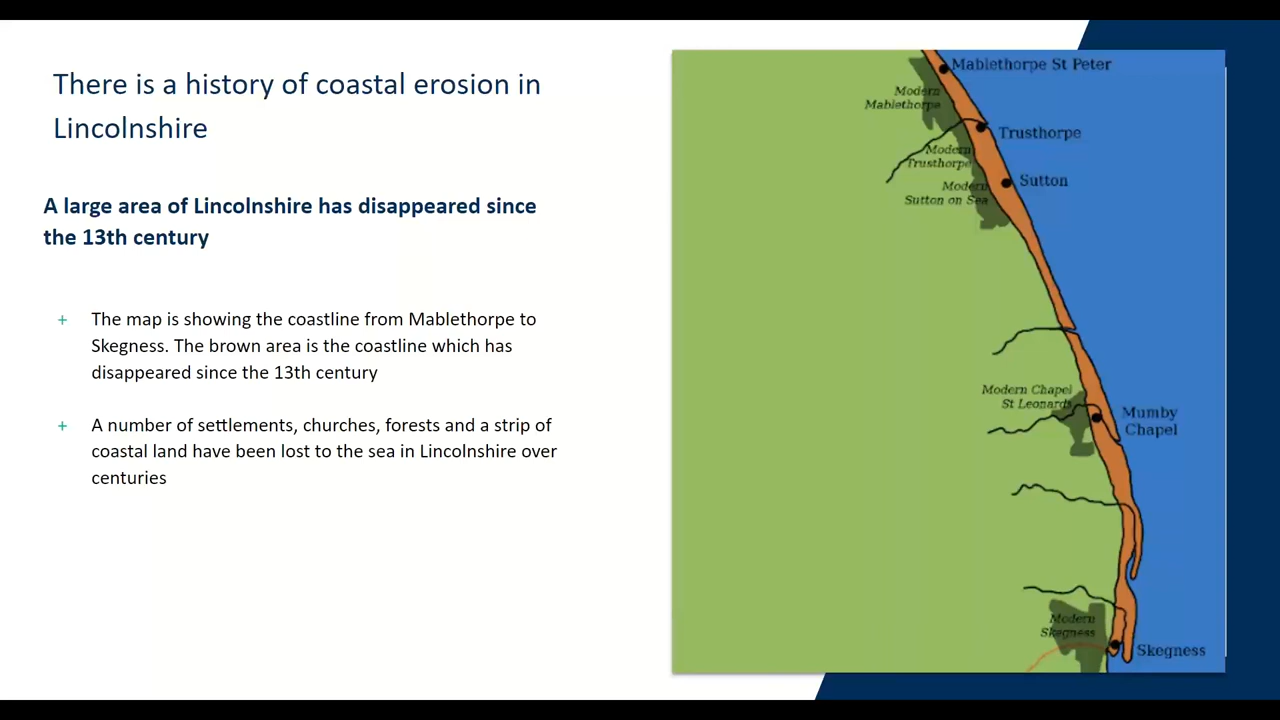 There is a history of coastal erosion in
Lincolnshire
A large area of Lincolnshire has disappeared since
the 13th century
+ The map is showing the coastline from Mablethorpe to
Skegness. The brown area is the coastline which has
disappeared since the 13th century
+ A number of settlements, churches, forests and a strip of
coastal land have been lost to the sea in Lincolnshire over
centuries
Mablethorpe St Peter
Modern
Mablethorpe
Trusthorpe
Modern
Trusthorpe
Sutton
Modern
Sutton on Sea
Modern Chapel
St Leonards
Mumby
Chapel
Modern
Skegness
Skegness